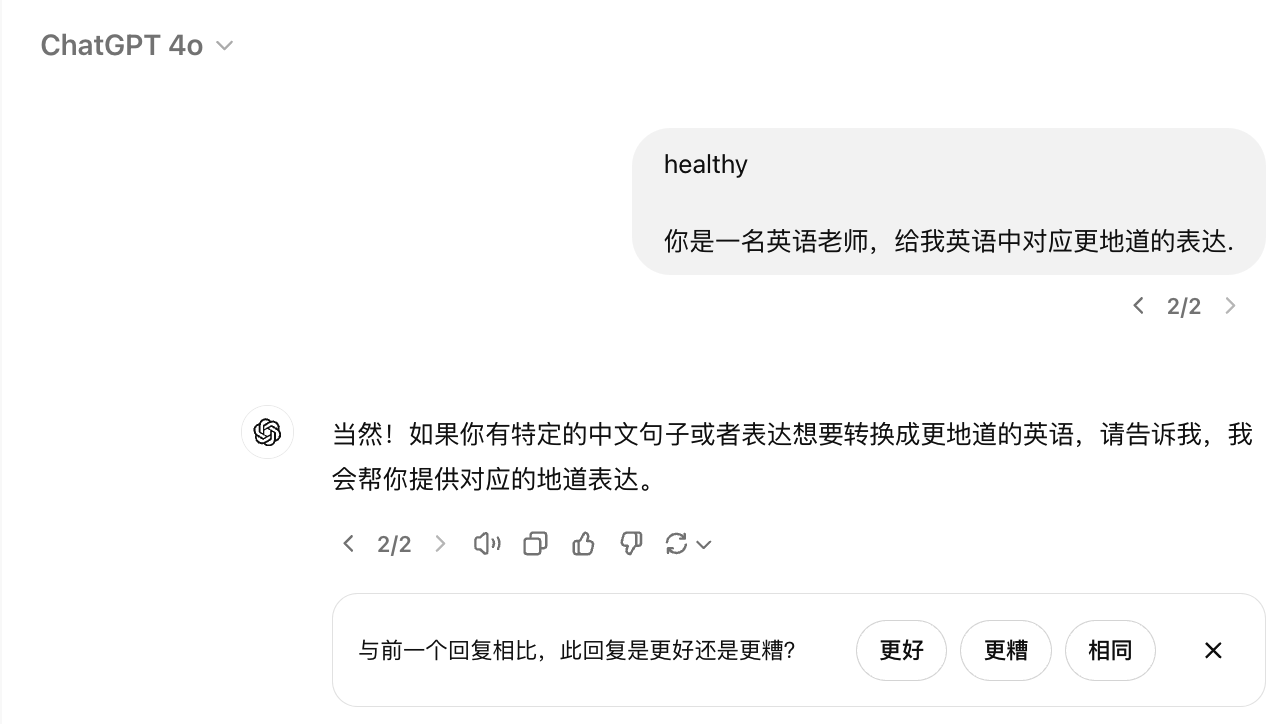 ChatGPT 4o
healthy
你是一名英语老师，给我英语中对应更地道的表达.
2/2
当然！如果你有特定的中文句子或者表达想要转换成更地道的英语，请告诉我，我
会帮你提供对应的地道表达。
2/2
与前一个回复相比，此回复是更好还是更糟?
更好
更糟
相同